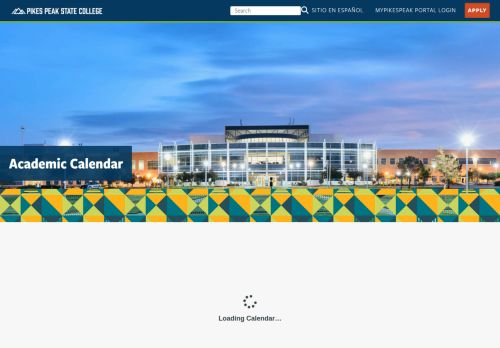 PIKES PEAK STATE COLLEGE
Search
SITIO EN ESPAÑOL
MYPIKESPEAK PORTAL LOGIN
APPLY
Academic Calendar
Loading Calendar...